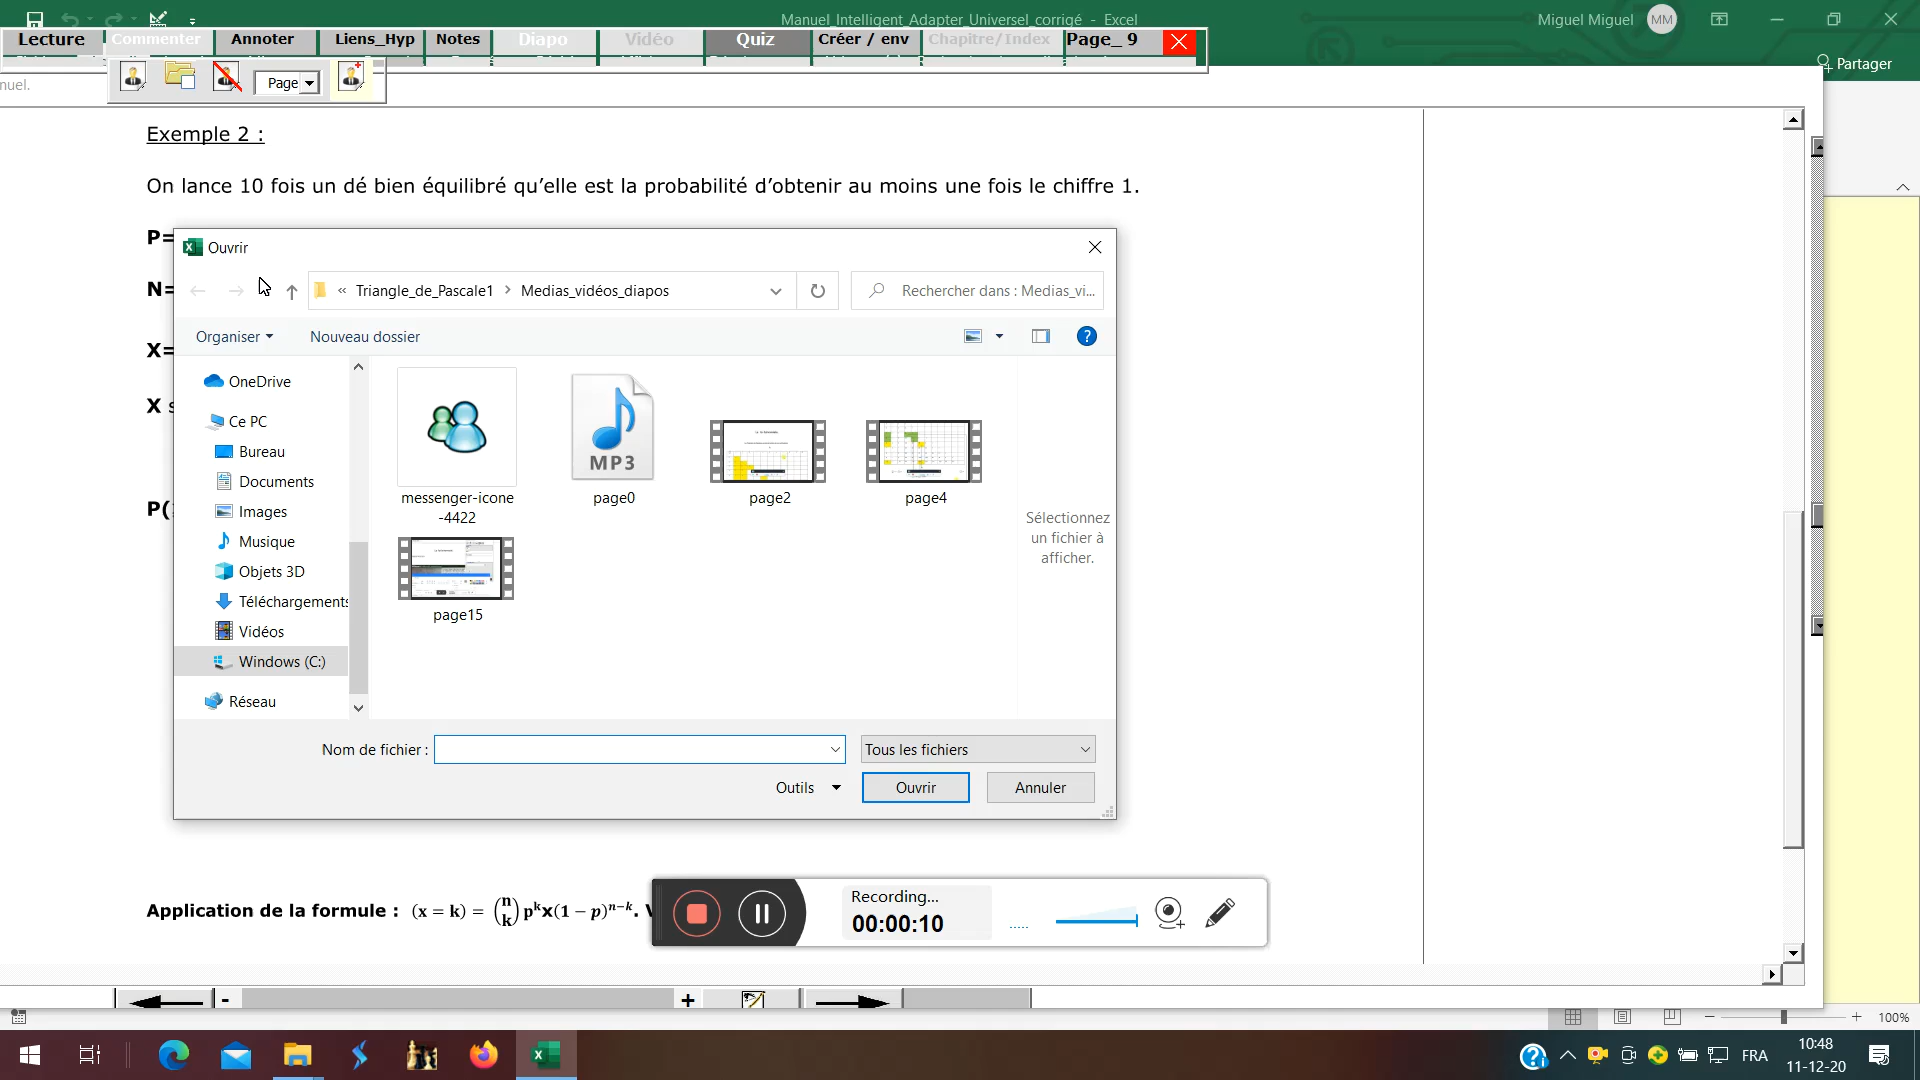 Manuel_Intelligent_Adapter_Universel_corrigé - Excel
Miguel Miguel MM
Lecture Commenter Annoter Liens_Hyp Notes Diapo Vidéo Quiz Créer / env Chapitre/Index Page_ 9
Partager
nuel.
Page
Exemple 2 :
On lance 10 fois un dé bien équilibré qu’elle est la probabilité d’obtenir au moins une fois le chiffre 1.
P=
N=
X=
X s
P(
Ouvrir
« Triangle_de_Pascale1 > Medias_vidéos_diapos
Rechercher dans : Medias_vi...
Organiser
Nouveau dossier
?
OneDrive
Ce PC
Bureau
Documents
Images
Musique
Objets 3D
Téléchargements
Vidéos
Windows (C:)
Réseau
messenger-icone
-4422
MP3
page0
page2
page4
page15
Sélectionnez
un fichier à
afficher.
Nom de fichier :
Tous les fichiers
Outils
Ouvrir
Annuler
Application de la formule : (x = k) = (n k) pᵏx(1 − p)ⁿ⁻ᵏ. V
Recording...
00:00:10
- +
100%
FRA
10:48
11-12-20